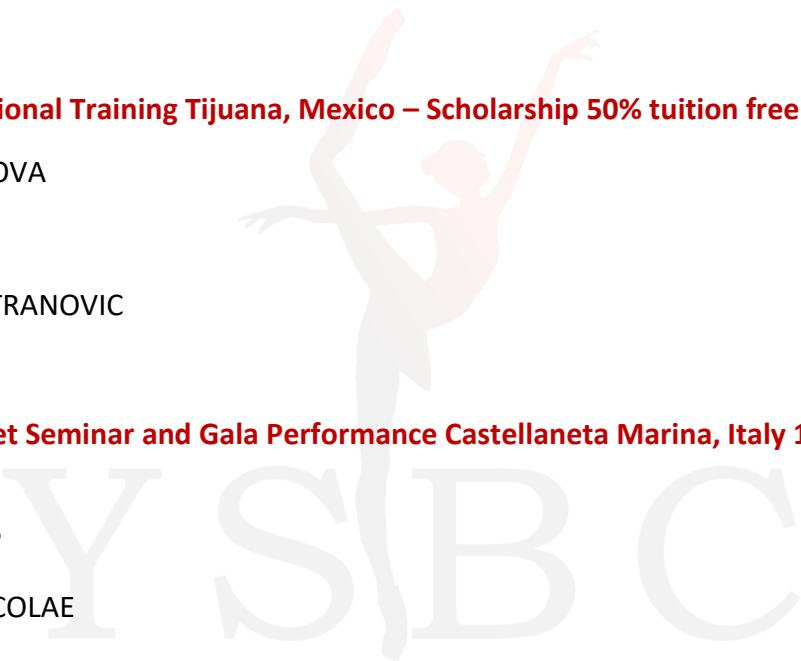 ional Training Tijuana, Mexico – Scholarship 50% tuition free
OVA
TRANOVIC
et Seminar and Gala Performance Castellaneta Marina, Italy 1
COLAE
YSBC